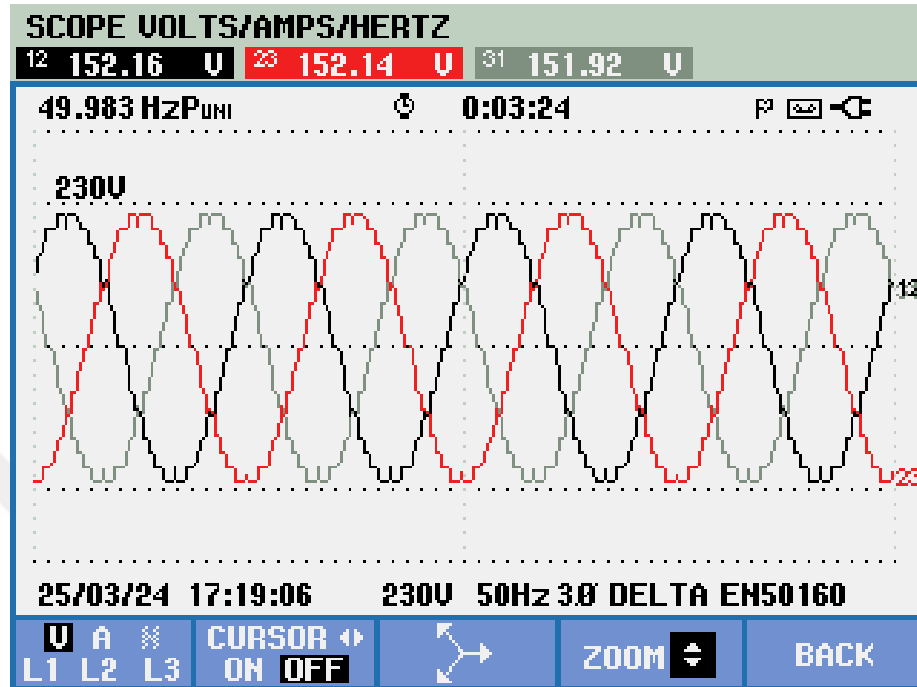 SCOPE VOLTS/AMPS/HERTZ
12 152.16 V 23 152.14 V 31 151.92 V
49.983 HzPUNI 0:03:24
230V
12
23
25/03/24 17:19:06 230V 50Hz 3Ø DELTA EN50160
V A CURSOR
L1 L2 L3 ON OFF ZOOM BACK